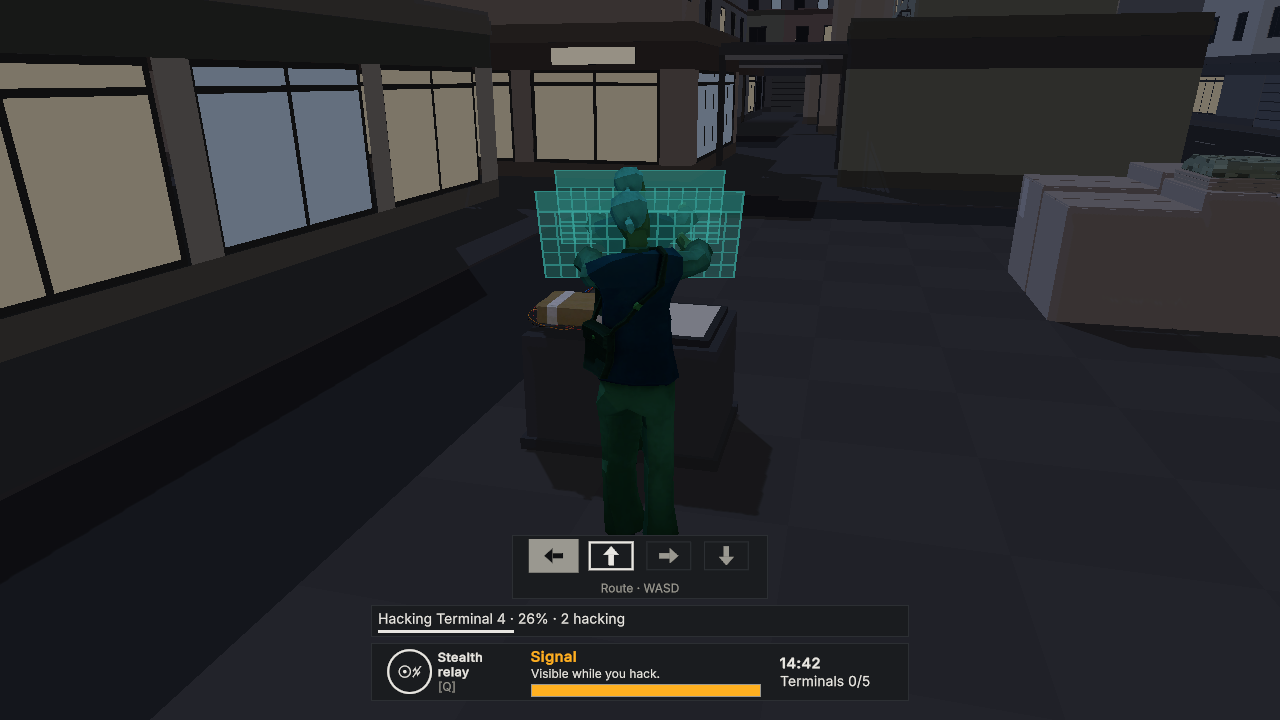 Route · WASD
Hacking Terminal 4 · 26% · 2 hacking
Stealth
relay
[Q]
Signal
Visible while you hack.
14:42
Terminals 0/5